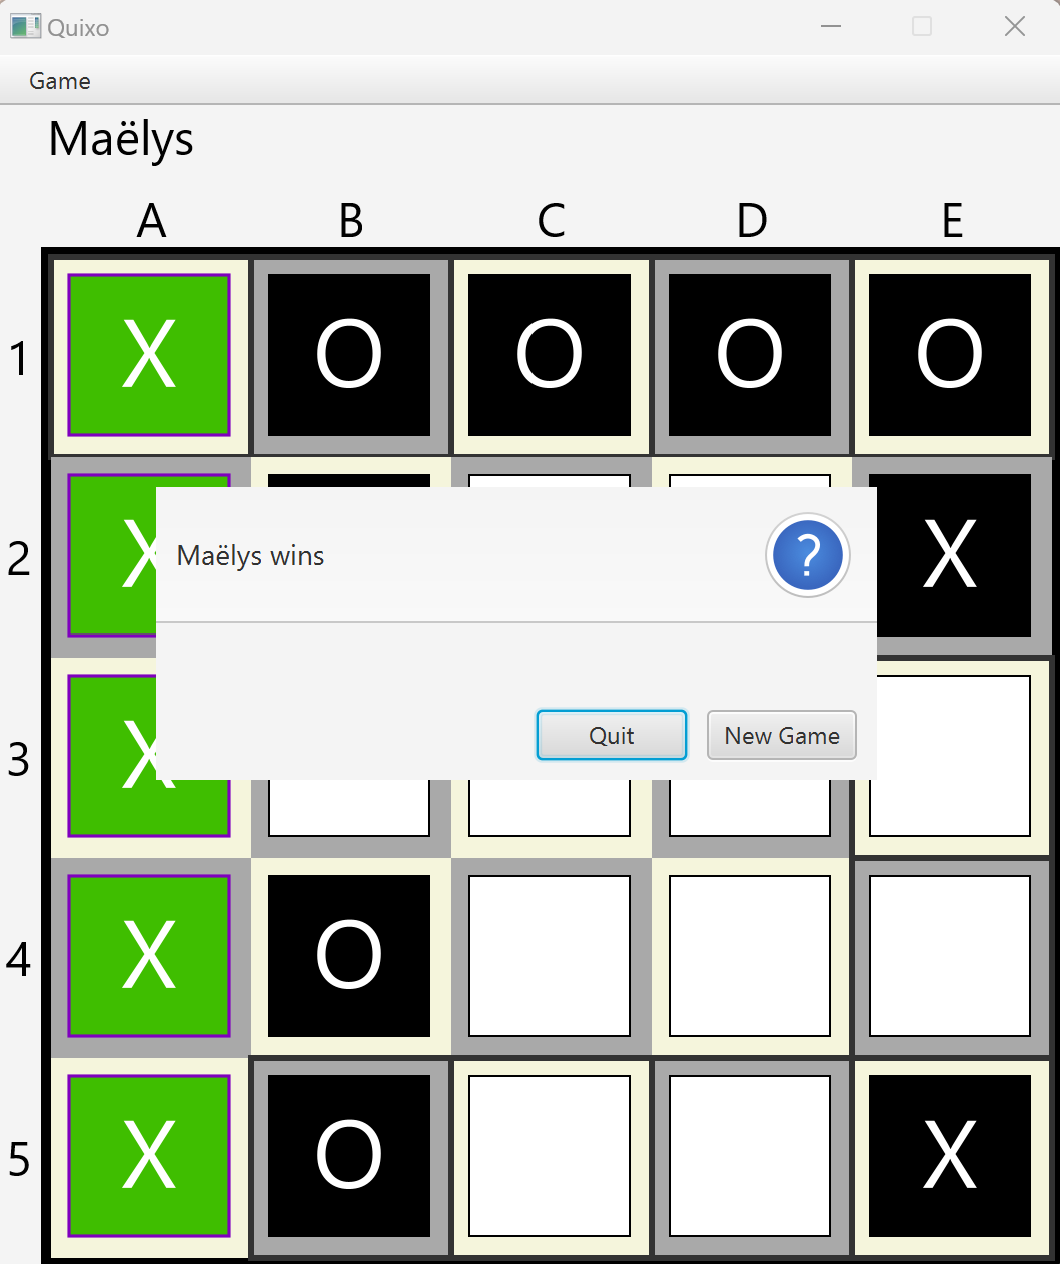 Quixo
Game
Maëlys
A B C D E
1 X O O O O
2 X X
Maëlys wins ?
3 X
Quit New Game
4 X O
5 X O X